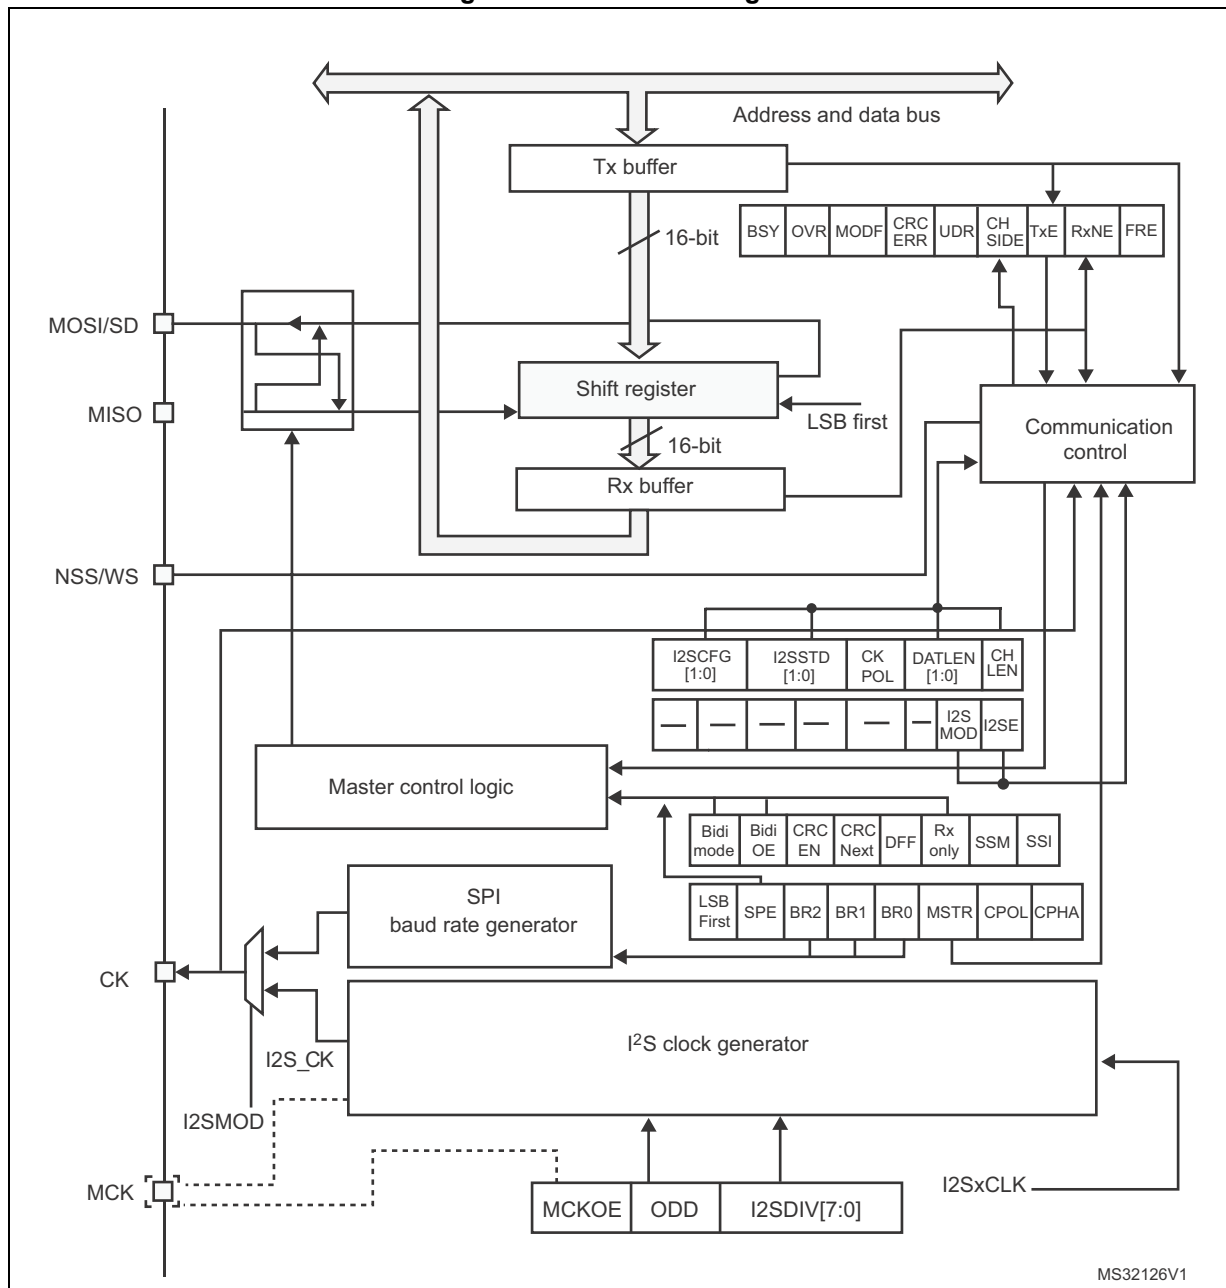 Address and data bus
Tx buffer
16-bit
BSY OVR MODF CRC ERR UDR CH SIDE TxE RxNE FRE
MOSI/SD
Shift register
MISO
LSB first
Communication
control
16-bit
Rx buffer
NSS/WS
I2SCFG [1:0] I2SSTD [1:0] CK POL DATLEN [1:0] CH LEN
— — — — — — I2S MOD I2SE
Master control logic
Bidi mode Bidi OE CRC EN CRC Next DFF Rx only SSM SSI
LSB First SPE BR2 BR1 BR0 MSTR CPOL CPHA
SPI
baud rate generator
CK
I2S clock generator
I2S_CK
I2SMOD
MCK
I2SxCLK
MCKOE ODD I2SDIV[7:0]
MS32126V1